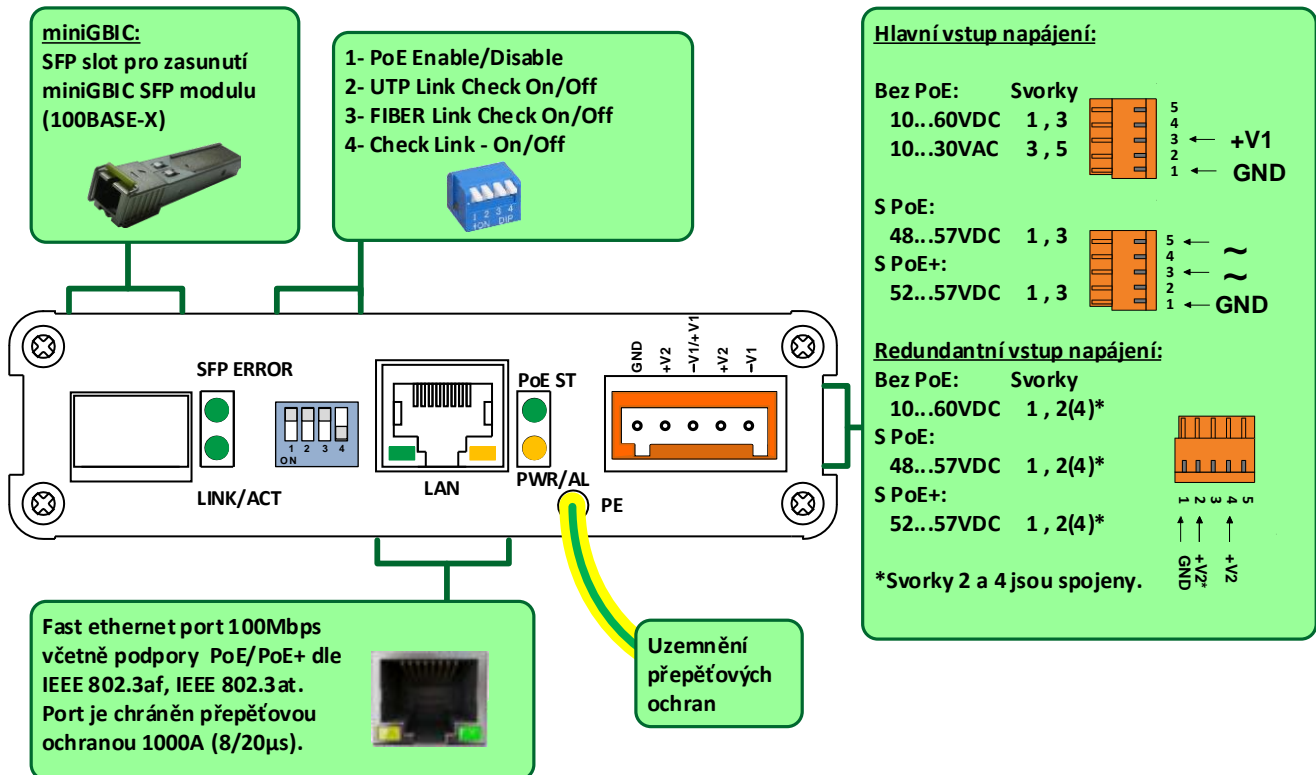 miniGBIC:
SFP slot pro zasunutí
miniGBIC SFP modulu
(100BASE-X)
1- PoE Enable/Disable
2- UTP Link Check On/Off
3- FIBER Link Check On/Off
4- Check Link - On/Off
1 2 3 4
↑ON DIP
Hlavní vstup napájení:
Bez PoE: Svorky
10...60VDC 1 , 3
10...30VAC 3 , 5
5
4
3 ← +V1
2
1 ← GND
S PoE:
48...57VDC 1 , 3
S PoE+:
52...57VDC 1 , 3
5 ← ~
4
3 ← ~
2
1 ← GND
Redundantní vstup napájení:
Bez PoE: Svorky
10...60VDC 1 , 2(4)*
S PoE:
48...57VDC 1 , 2(4)*
S PoE+:
52...57VDC 1 , 2(4)*
1 2 3 4 5
GND +V2* +V2
*Svorky 2 a 4 jsou spojeny.
SFP ERROR
LINK/ACT
1 2 3 4
ON
LAN
PoE ST
PWR/AL
GND +V2 –V1/+V1 +V2 –V1
PE
Fast ethernet port 100Mbps
včetně podpory PoE/PoE+ dle
IEEE 802.3af, IEEE 802.3at.
Port je chráněn přepěťovou
ochranou 1000A (8/20µs).
Uzemnění
přepěťových
ochran